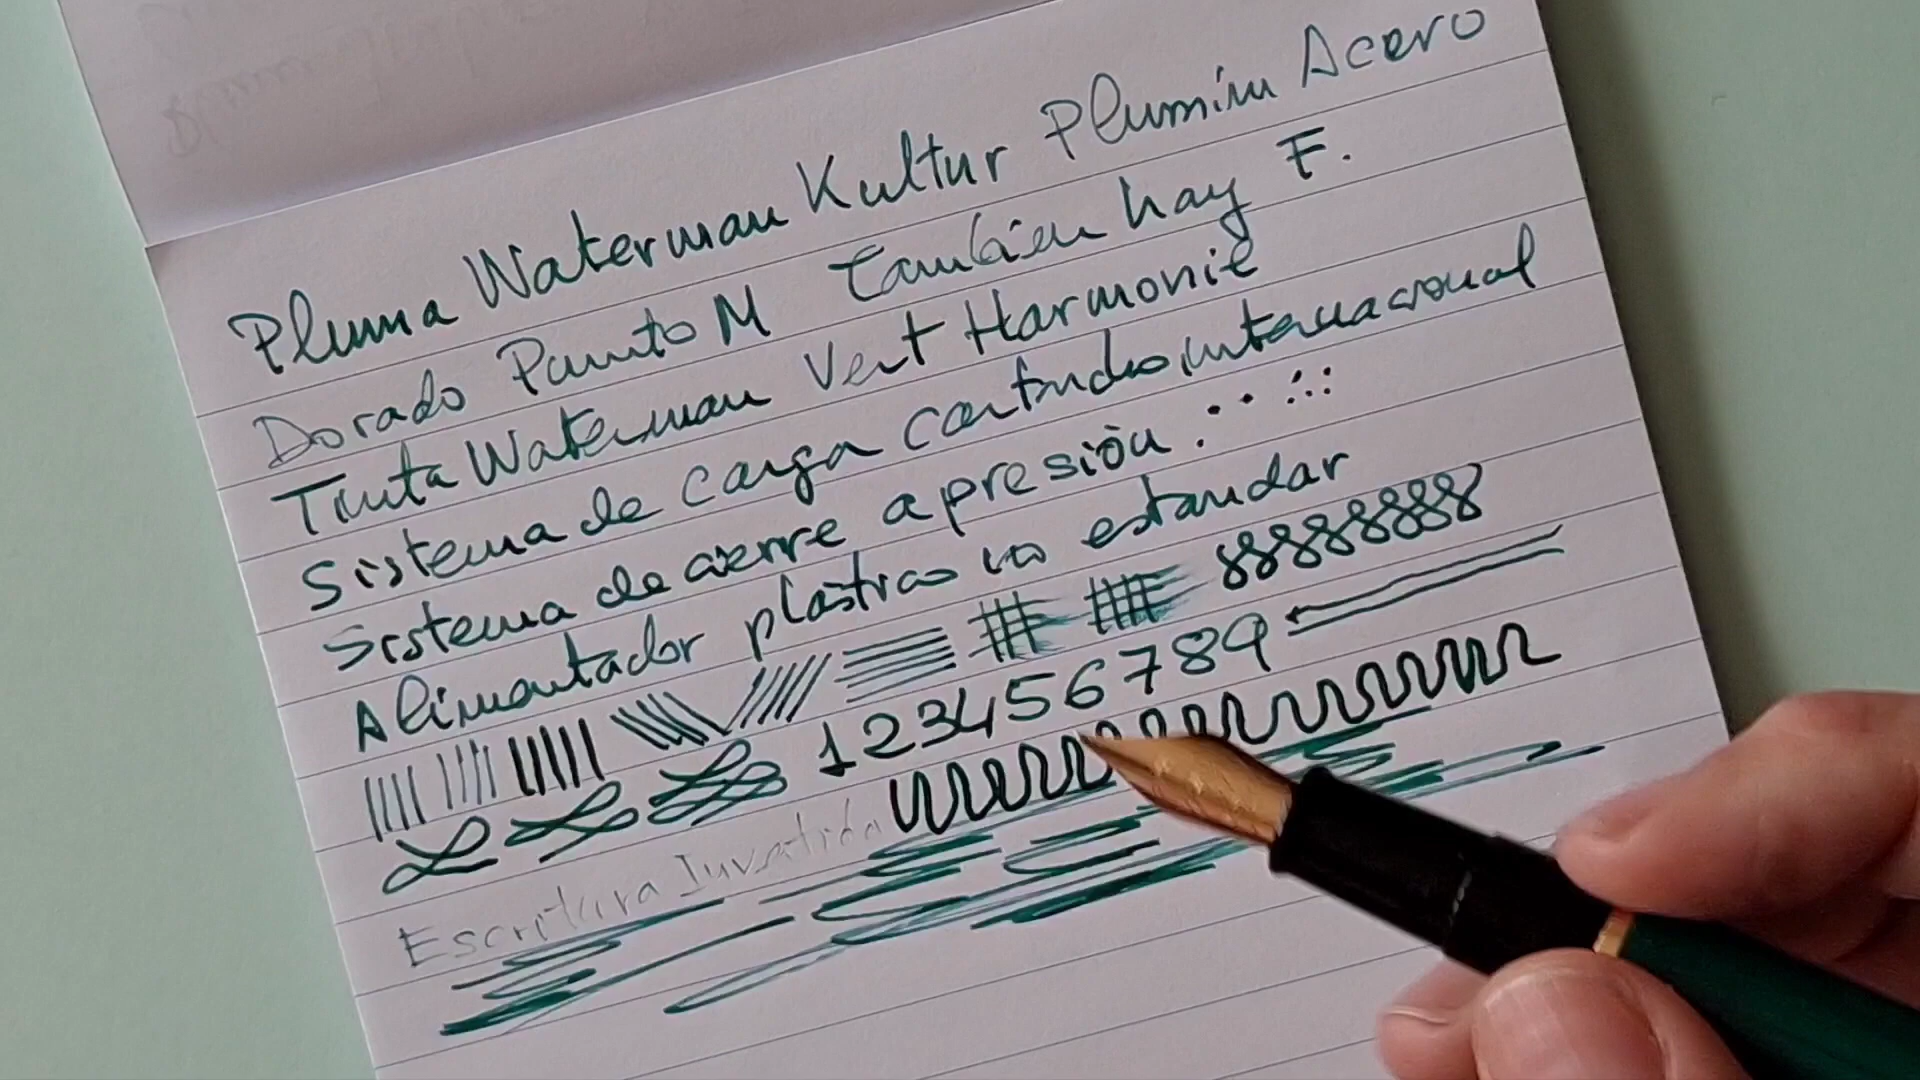 Pluma Waterman Kultur Plumín Acero
Dorado Punto M También hay F.
Tinta Waterman Vert Harmonie
Sistema de carga cartucho internacional
Sistema de cierre a presión
Alimentador plástico no estandar
88888888
123456789
Escritura Invertida